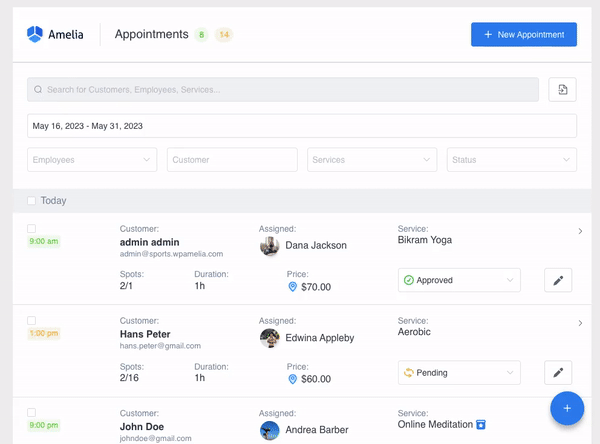 Amelia
Appointments 8 14
+ New Appointment
Search for Customers, Employees, Services...
May 16, 2023 - May 31, 2023
Employees Customer Services Status
Today
Customer: Assigned: Service:
9:00 am admin admin Dana Jackson Bikram Yoga
admin@sports.wpamelia.com
Spots: Duration: Price:
2/1 1h $70.00 Approved
Customer: Assigned: Service:
1:00 pm Hans Peter Edwina Appleby Aerobic
hans.peter@gmail.com
Spots: Duration: Price:
2/16 1h $60.00 Pending
Customer: Assigned: Service:
9:00 pm John Doe Andrea Barber Online Meditation
johndoe@gmail.com